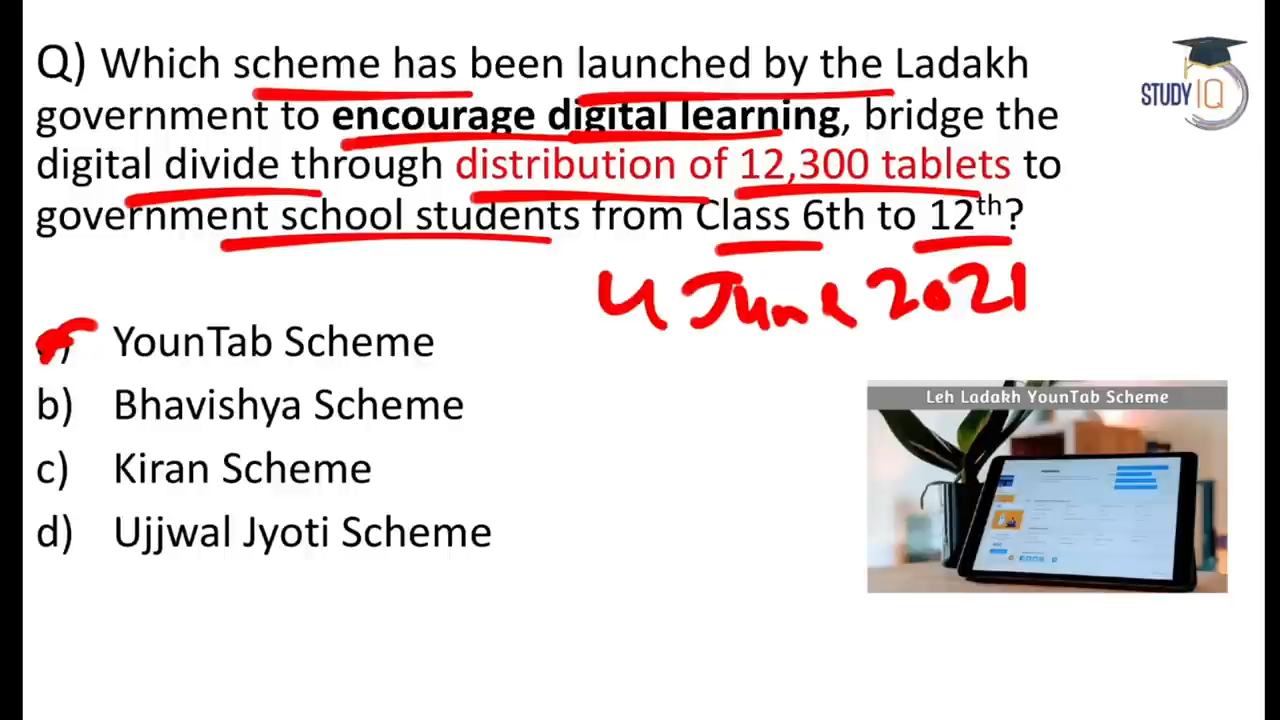 Q) Which scheme has been launched by the Ladakh
government to encourage digital learning, bridge the
digital divide through distribution of 12,300 tablets to
government school students from Class 6th to 12th?
STUDY IQ
4 June 2021
YounTab Scheme
b) Bhavishya Scheme
c) Kiran Scheme
d) Ujjwal Jyoti Scheme
Leh Ladakh YounTab Scheme